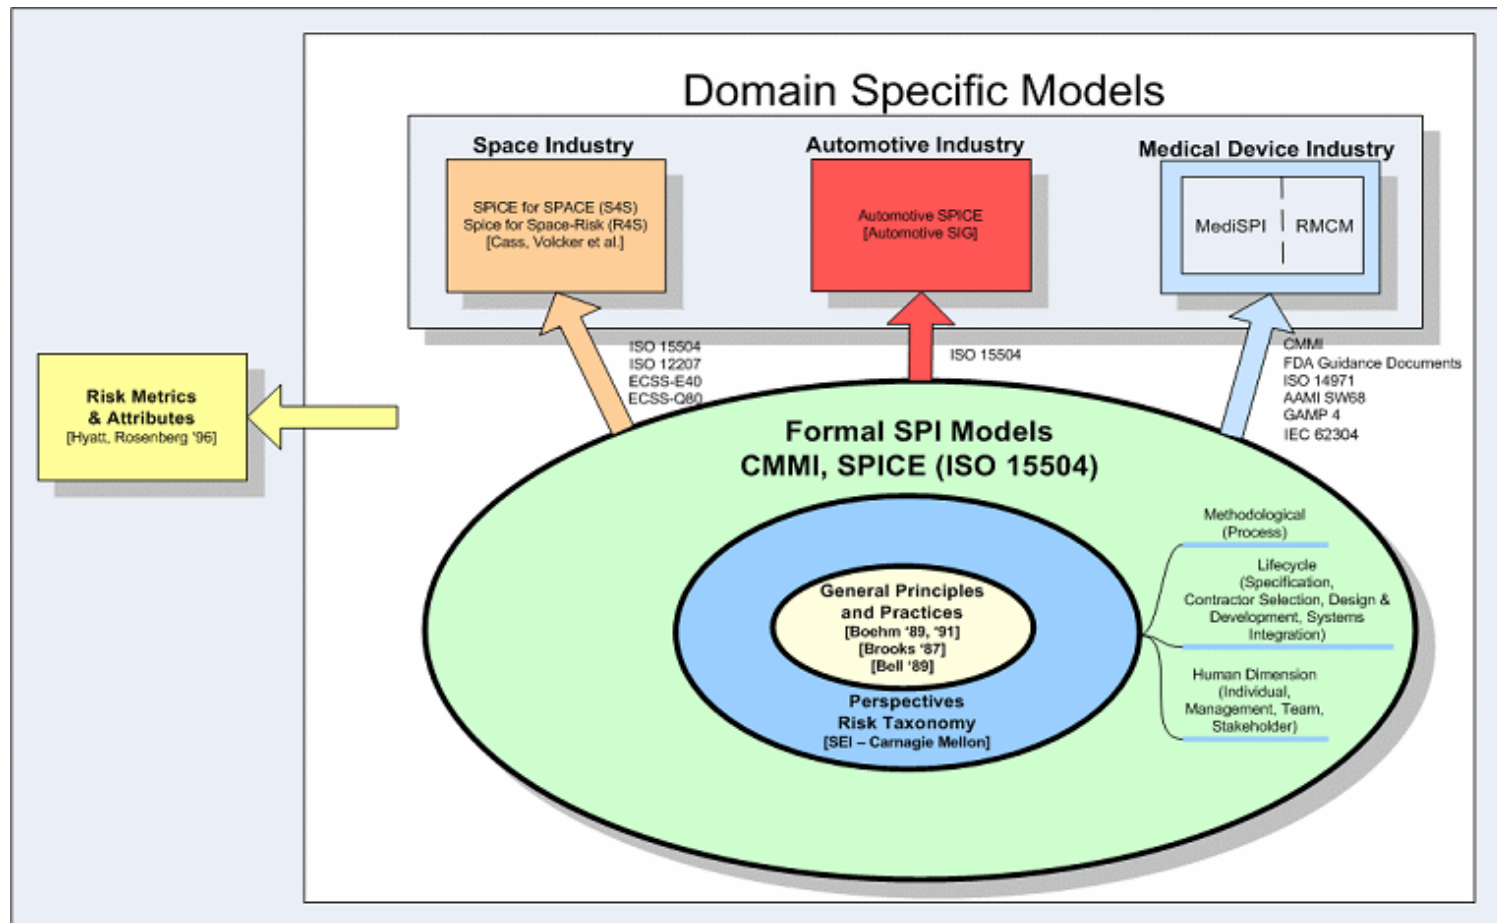 Domain Specific Models
Space Industry
SPiCE for SPACE (S4S)
Spice for Space-Risk (R4S)
[Cass, Volcker et al.]
Automotive Industry
Automotive SPICE
[Automotive SIG]
Medical Device Industry
MediSPI
RMCM
ISO 15504
ISO 12207
ECSS-E40
ECSS-Q80
ISO 15504
CMMI
FDA Guidance Documents
ISO 14971
AAMI SW68
GAMP 4
IEC 62304
Risk Metrics
& Attributes
[Hyatt, Rosenberg '96]
Formal SPI Models
CMMI, SPICE (ISO 15504)
General Principles
and Practices
[Boehm ‘89, ‘91]
[Brooks ‘87]
[Bell ‘89]
Perspectives
Risk Taxonomy
[SEI – Carnagie Mellon]
Methodological
(Process)
Lifecycle
(Specification,
Contractor Selection, Design &
Development, Systems
Integration)
Human Dimension
(Individual,
Management, Team,
Stakeholder)